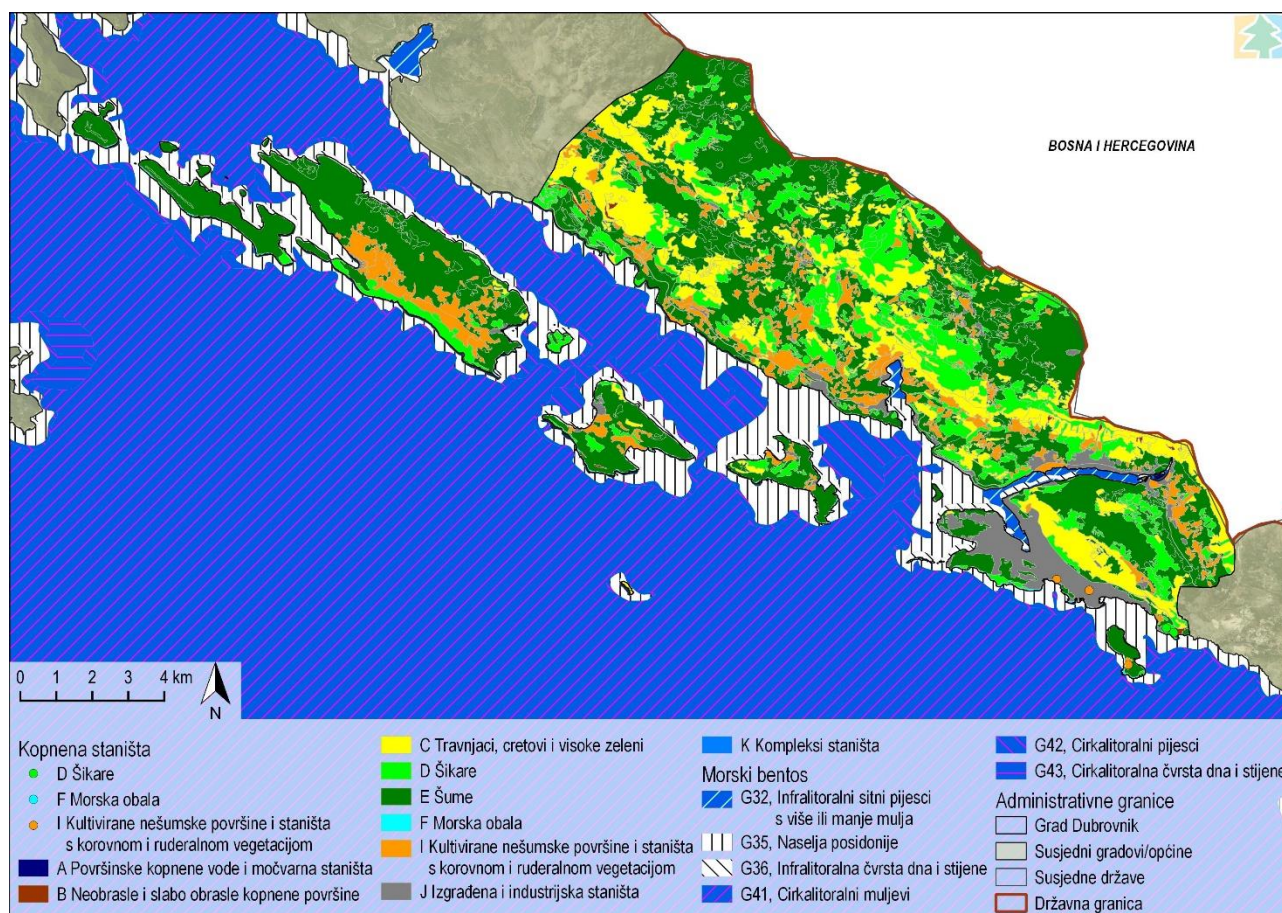 BOSNA I HERCEGOVINA
0 1 2 3 4 km
N
Kopnena staništa
D Šikare
F Morska obala
I Kultivirane nešumske površine i staništa
s korovnom i ruderalnom vegetacijom
A Površinske kopnene vode i močvarna staništa
B Neobrasle i slabo obrasle kopnene površine
C Travnjaci, cretovi i visoke zeleni
D Šikare
E Šume
F Morska obala
I Kultivirane nešumske površine i staništa
s korovnom i ruderalnom vegetacijom
J Izgrađena i industrijska staništa
K Kompleksi staništa
Morski bentos
G32, Infralitoralni sitni pijesci
s više ili manje mulja
G35, Naselja posidonije
G36, Infralitoralna čvrsta dna i stijene
G41, Cirkalitoralni muljevi
G42, Cirkalitoralni pijesci
G43, Cirkalitoralna čvrsta dna i stijene
Administrativne granice
Grad Dubrovnik
Susjedni gradovi/općine
Susjedne države
Državna granica